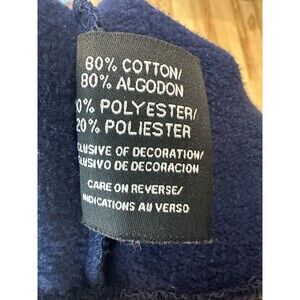 80% COTTON/
80% ALGODON
0% POLYESTER/
20% POLIESTER
CLUSIVE OF DECORATION/
CLUSIVO DE DECORACION
CARE ON REVERSE/
INDICATIONS AU VERSO